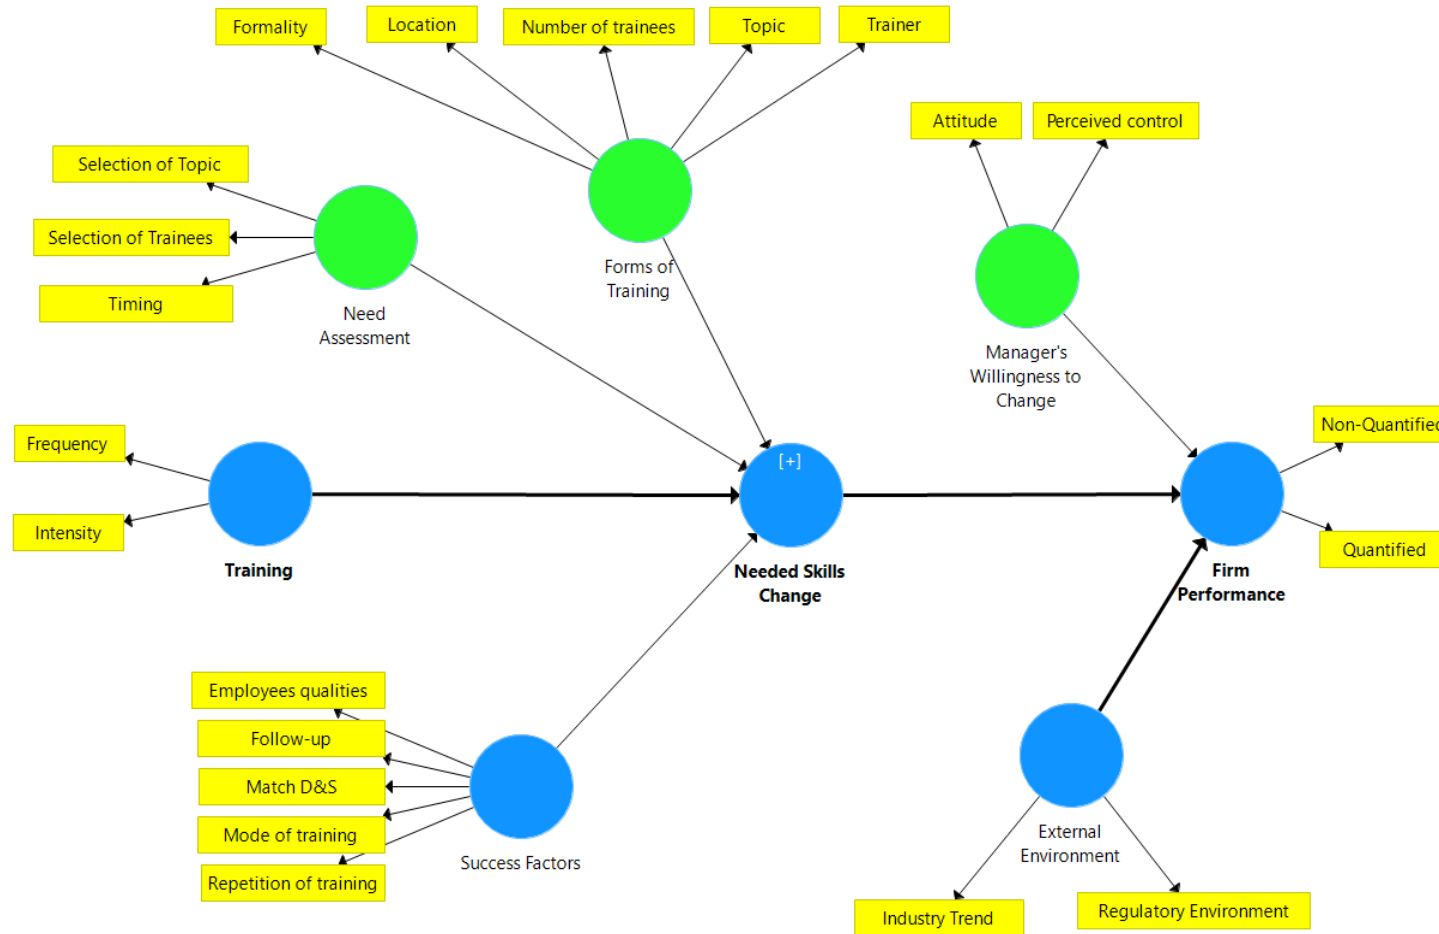 Formality
Location
Number of trainees
Topic
Trainer
Attitude
Perceived control
Selection of Topic
Selection of Trainees
Timing
Need
Assessment
Forms of
Training
Manager's
Willingness to
Change
Frequency
Intensity
Training
[+]
Needed Skills
Change
Non-Quantified
Quantified
Firm
Performance
Employees qualities
Follow-up
Match D&S
Mode of training
Repetition of training
Success Factors
External
Environment
Industry Trend
Regulatory Environment